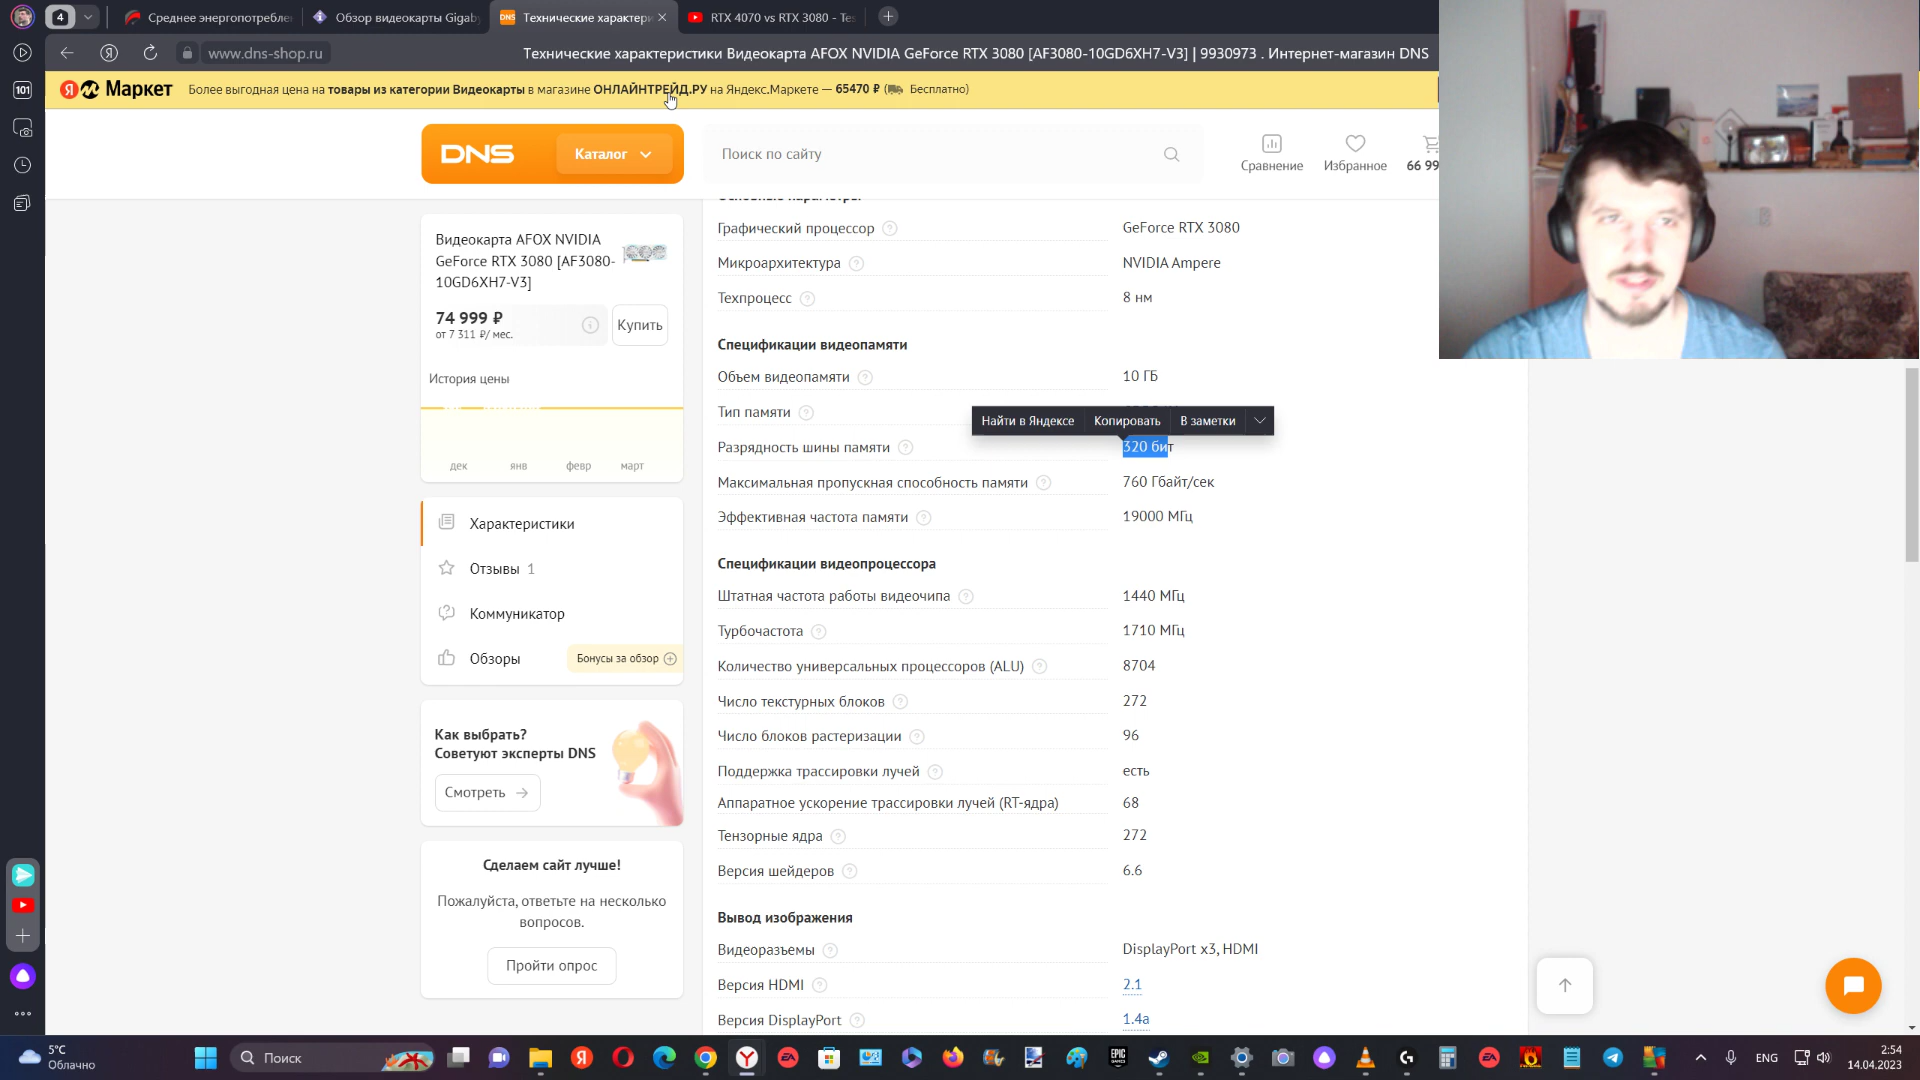 4
Среднее энергопотребле
Обзор видеокарты Gigab
Технические характери
RTX 4070 vs RTX 3080 - Te
www.dns-shop.ru
Технические характеристики Видеокарта AFOX NVIDIA GeForce RTX 3080 [AF3080-10GD6XH7-V3] | 9930973 . Интернет-магазин DNS
101
Я М Маркет
Более выгодная цена на товары из категории Видеокарты в магазине ОНЛАЙНТРЕЙД.РУ на Яндекс.Маркете — 65470 ₽ (Бесплатно)
DNS
Каталог
Поиск по сайту
Сравнение
Избранное
66 99
Основные параметры
Видеокарта AFOX NVIDIA
GeForce RTX 3080 [AF3080-
10GD6XH7-V3]
74 999 ₽
от 7 311 ₽/ мес.
Купить
История цены
дек
янв
февр
март
Характеристики
Отзывы 1
Коммуникатор
Обзоры
Бонусы за обзор
Как выбрать?
Советуют эксперты DNS
Смотреть
Сделаем сайт лучше!
Пожалуйста, ответьте на несколько
вопросов.
Пройти опрос
Графический процессор GeForce RTX 3080
Микроархитектура NVIDIA Ampere
Техпроцесс 8 нм
Спецификации видеопамяти
Объем видеопамяти 10 ГБ
Тип памяти
Найти в Яндексе Копировать В заметки
Разрядность шины памяти 320 бит
Максимальная пропускная способность памяти 760 Гбайт/сек
Эффективная частота памяти 19000 МГц
Спецификации видеопроцессора
Штатная частота работы видеочипа 1440 МГц
Турбочастота 1710 МГц
Количество универсальных процессоров (ALU) 8704
Число текстурных блоков 272
Число блоков растеризации 96
Поддержка трассировки лучей есть
Аппаратное ускорение трассировки лучей (RT-ядра) 68
Тензорные ядра 272
Версия шейдеров 6.6
Вывод изображения
Видеоразъемы DisplayPort x3, HDMI
Версия HDMI 2.1
Версия DisplayPort 1.4a
5°C
Облачно
Поиск
ENG
2:54
14.04.2023